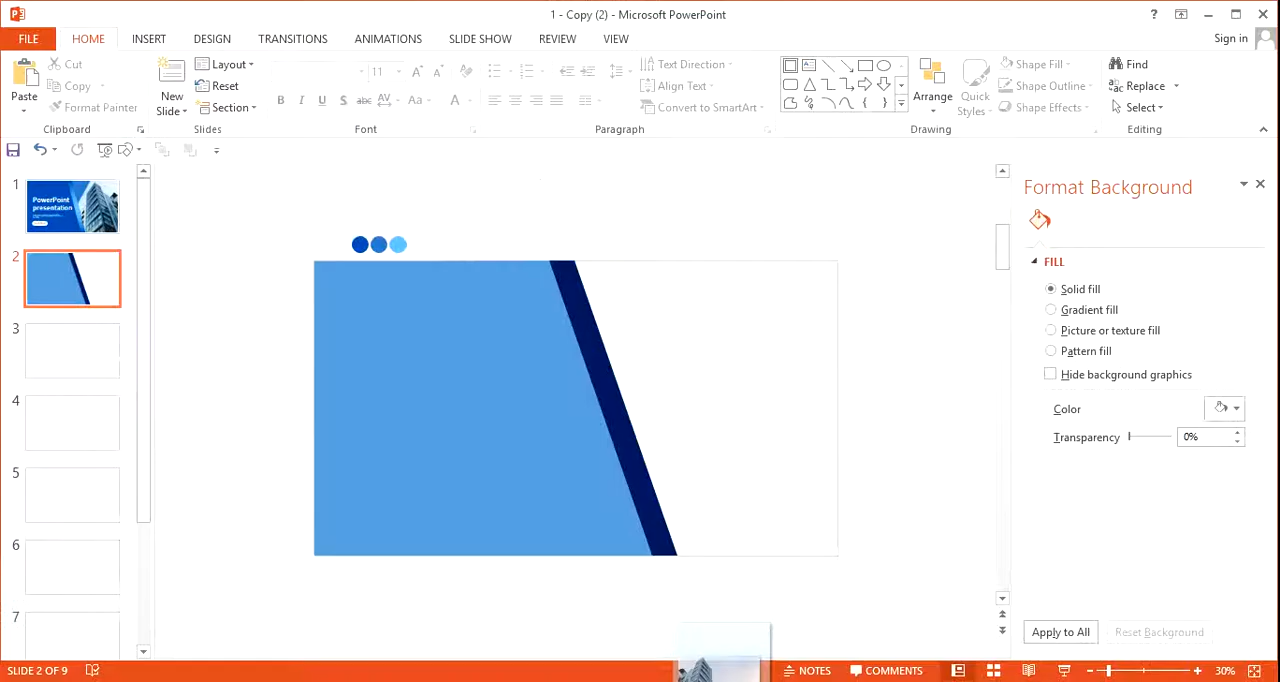 1 - Copy (2) - Microsoft PowerPoint
?
FILE HOME INSERT DESIGN TRANSITIONS ANIMATIONS SLIDE SHOW REVIEW VIEW
Sign in
Paste
Cut
Copy
Format Painter
Clipboard
New
Slide
Layout
Reset
Section
Slides
11
B I U S abc AV Aa A
Font
Text Direction
Align Text
Convert to SmartArt
Paragraph
Arrange
Quick
Styles
Shape Fill
Shape Outline
Shape Effects
Drawing
Find
Replace
Select
Editing
1
PowerPoint
presentation
2
3
4
5
6
7
Format Background
FILL
Solid fill
Gradient fill
Picture or texture fill
Pattern fill
Hide background graphics
Color
Transparency 0%
Apply to All Reset Background
SLIDE 2 OF 9
NOTES COMMENTS
30%